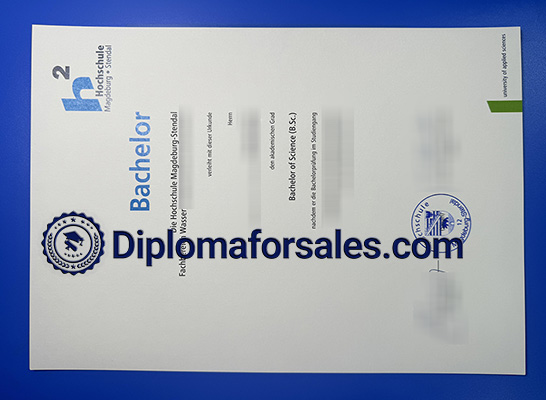 h2
Hochschule
Magdeburg • Stendal
university of applied sciences
Bachelor
Die Hochschule Magdeburg-Stendal
Wasser
verleiht mit dieser Urkunde
Herrn
den akademischen Grad
Bachelor of Science (B.Sc.)
nachdem er die Bachelorprüfung im Studiengang
Hochschule
12
Diplomaforsales.com